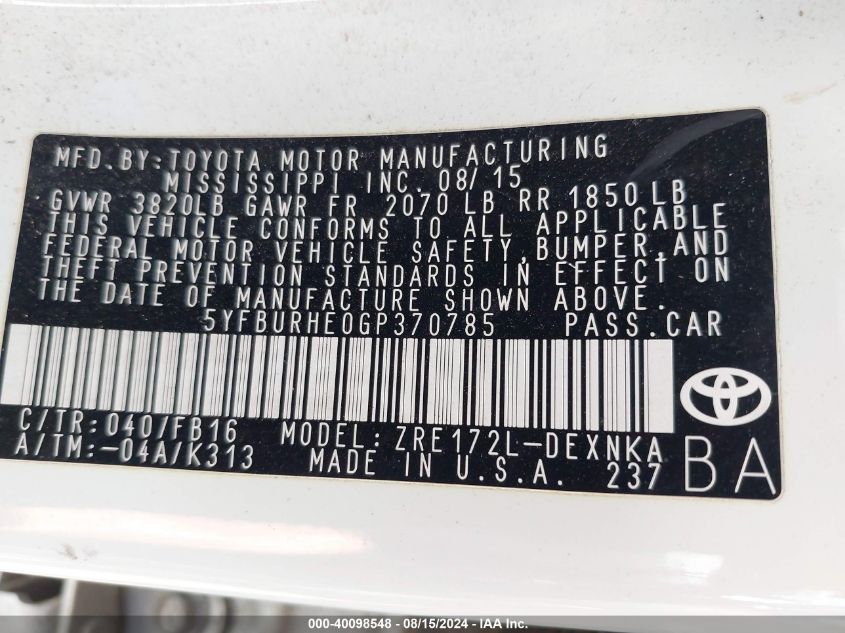 MFD.BY:TOYOTA MOTOR MANUFACTURING
MISSISSIPPI INC. 08/15
GVWR 3820LB GAWR FR 2070 LB RR 1850 LB
THIS VEHICLE CONFORMS TO ALL APPLICABLE
FEDERAL MOTOR VEHICLE SAFETY, BUMPER, AND
THEFT PREVENTION STANDARDS IN EFFECT ON
THE DATE OF MANUFACTURE SHOWN ABOVE.
5YFBURHE0GP370785 PASS.CAR
C/TR: 040/FB16 MODEL: ZRE172L-DEXNKA
A/TM:-04A/K313 MADE IN U.S.A. 237
BA
000-40098548 - 08/15/2024 - IAA Inc.